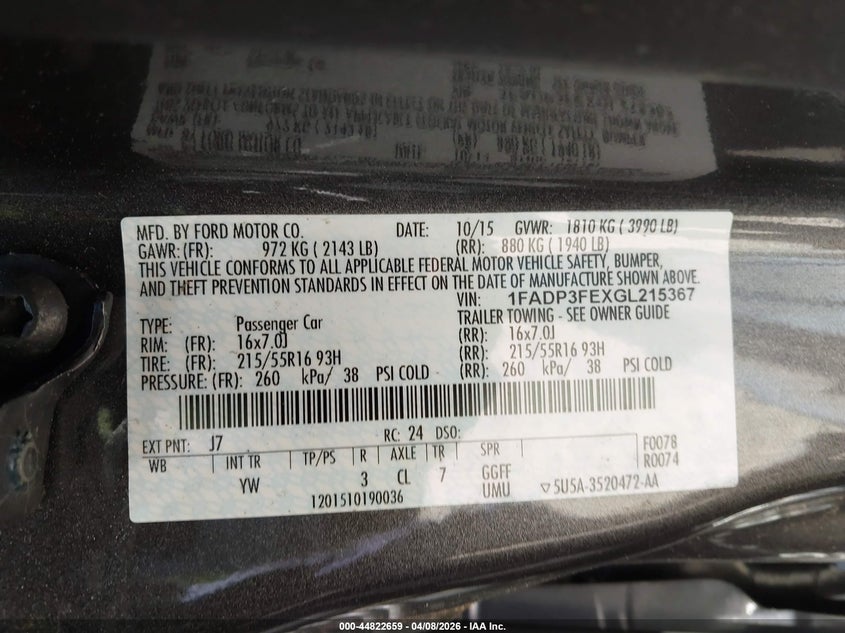 MFD. BY FORD MOTOR CO. DATE: 10/15 GVWR: 1810 KG ( 3990 LB)
GAWR: (FR): 972 KG ( 2143 LB) (RR): 880 KG ( 1940 LB)
THIS VEHICLE CONFORMS TO ALL APPLICABLE FEDERAL MOTOR VEHICLE SAFETY, BUMPER,
AND THEFT PREVENTION STANDARDS IN EFFECT ON THE DATE OF MANUFACTURE SHOWN ABOVE.
VIN: 1FADP3FEXGL215367
TYPE: Passenger Car TRAILER TOWING - SEE OWNER GUIDE
RIM: (FR): 16x7.0J (RR): 16x7.0J
TIRE: (FR): 215/55R16 93H (RR): 215/55R16 93H
PRESSURE: (FR): 260 kPa/ 38 PSI COLD (RR): 260 kPa/ 38 PSI COLD
EXT PNT: J7 RC: 24 DSO: F0078
WB INT TR TP/PS R AXLE TR SPR R0074
YW 3 CL 7 GGFF
1201510190036 UMU ▽ 5U5A-3520472-AA
000-44822659 - 04/08/2026 - IAA Inc.